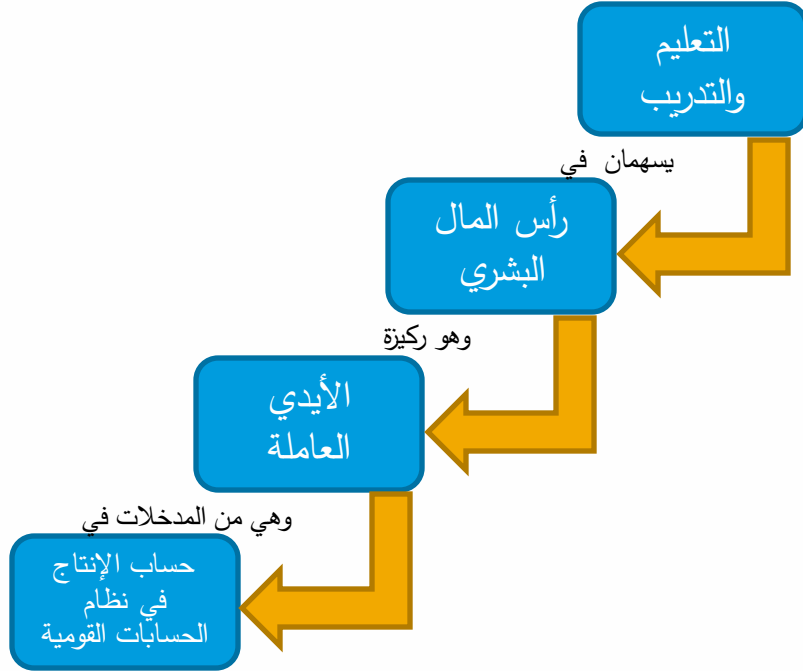 التعليم
والتدريب
يسهمان في
رأس المال
البشري
وهو ركيزة
الأيدي
العاملة
وهي من المدخلات في
حساب الإنتاج
في نظام
الحسابات القومية